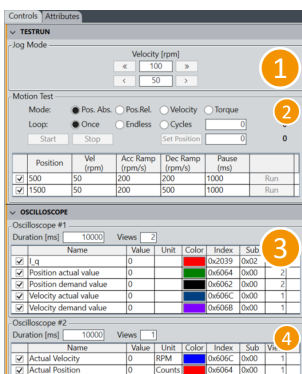 Controls Attributes
TESTRUN
Jog Mode
Velocity [rpm]
« 100 »
< 50 >
1
Motion Test
2
Mode: Pos. Abs. Pos.Rel. Velocity Torque
Loop: Once Endless Cycles 0
Start Stop Set Position 0 0
Position Vel (rpm) Acc Ramp (rpm/s) Dec Ramp (rpm/s) Pause (ms)
500 50 200 200 1000 Run
1500 50 200 500 1000 Run
OSCILLOSCOPE
Oscilloscope #1
Duration [ms] 10000 Views 2
3
Name Value Unit Color Index Sub
I_q 0 0x2039 0x02
Position actual value 0 0x6064 0x00 2
Position demand value 0 0x6062 0x00 2
Velocity actual value 0 0x606C 0x00 1
Velocity demand value 0 0x606B 0x00 1
Oscilloscope #2
Duration [ms] 10000 Views 1
4
Name Value Unit Color Index Sub
Actual Velocity 0 RPM 0x606C 0x00 1
Actual Position 0 Counts 0x6064 0x00 1